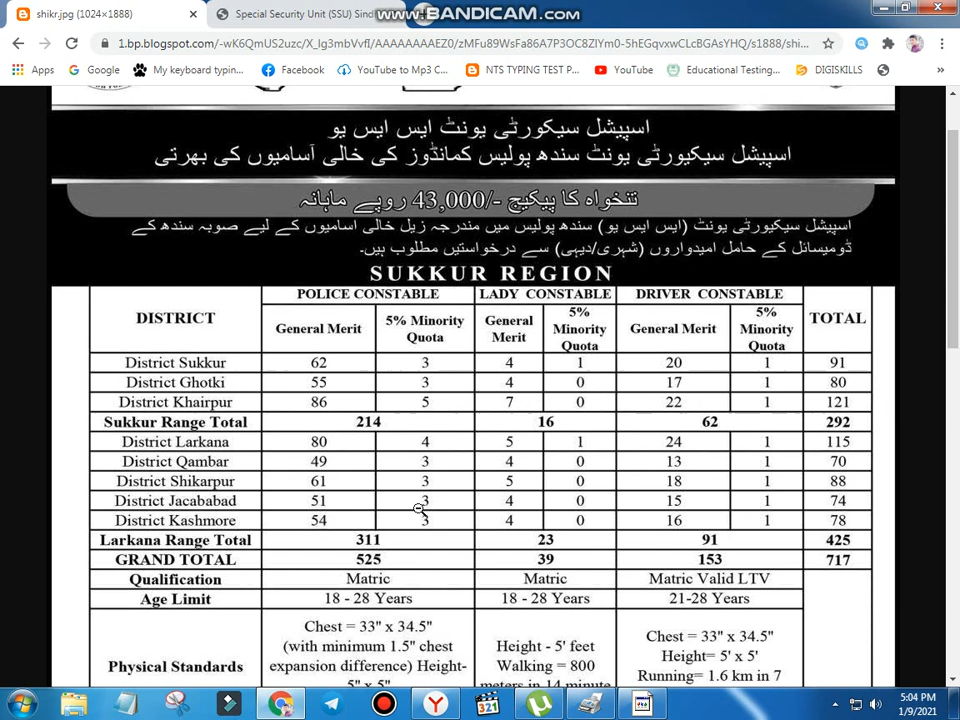 shikr.jpg (1024×1888)
Special Security Unit (SSU) Sind
www.BANDICAM.com
1.bp.blogspot.com/-wK6QmUS2uzc/X_Ig3mbVvfI/AAAAAAAAEZ0/zMFu89WsFa86A7P3OC8ZlYm0-5hEGqvxwCLcBGAsYHQ/s1888/shi...
Apps Google My keyboard typin... Facebook YouTube to Mp3 C... NTS TYPING TEST P... YouTube Educational Testing... DIGISKILLS
اسپیشل سیکورٹی یونٹ ایس ایس یو
اسپیشل سیکیورٹی یونٹ سندھ پولیس کمانڈوز کی خالی آسامیوں کی بھرتی
تنخواہ کا پیکیج -/43,000 روپے ماہانہ
اسپیشل سیکیورٹی یونٹ (ایس ایس یو) سندھ پولیس میں مندرجہ زیل خالی اسامیوں کے لیے صوبہ سندھ کے
ڈومیسائل کے حامل امیدواروں (شہری/دیہی) سے درخواستیں مطلوب ہیں۔
SUKKUR REGION
DISTRICT POLICE CONSTABLE LADY CONSTABLE DRIVER CONSTABLE TOTAL
General Merit 5% Minority Quota General Merit 5% Minority Quota General Merit 5% Minority Quota
District Sukkur 62 3 4 1 20 1 91
District Ghotki 55 3 4 0 17 1 80
District Khairpur 86 5 7 0 22 1 121
Sukkur Range Total 214 16 62 292
District Larkana 80 4 5 1 24 1 115
District Qambar 49 3 4 0 13 1 70
District Shikarpur 61 3 5 0 18 1 88
District Jacababad 51 3 4 0 15 1 74
District Kashmore 54 3 4 0 16 1 78
Larkana Range Total 311 23 91 425
GRAND TOTAL 525 39 153 717
Qualification Matric Matric Matric Valid LTV
Age Limit 18 - 28 Years 18 - 28 Years 21-28 Years
Physical Standards
Chest = 33" x 34.5"
(with minimum 1.5" chest
expansion difference) Height-
5" x 5"
Height - 5' feet
Walking = 800
meters in 14 minute
Chest = 33" x 34.5"
Height= 5' x 5'
Running= 1.6 km in 7
5:04 PM
1/9/2021